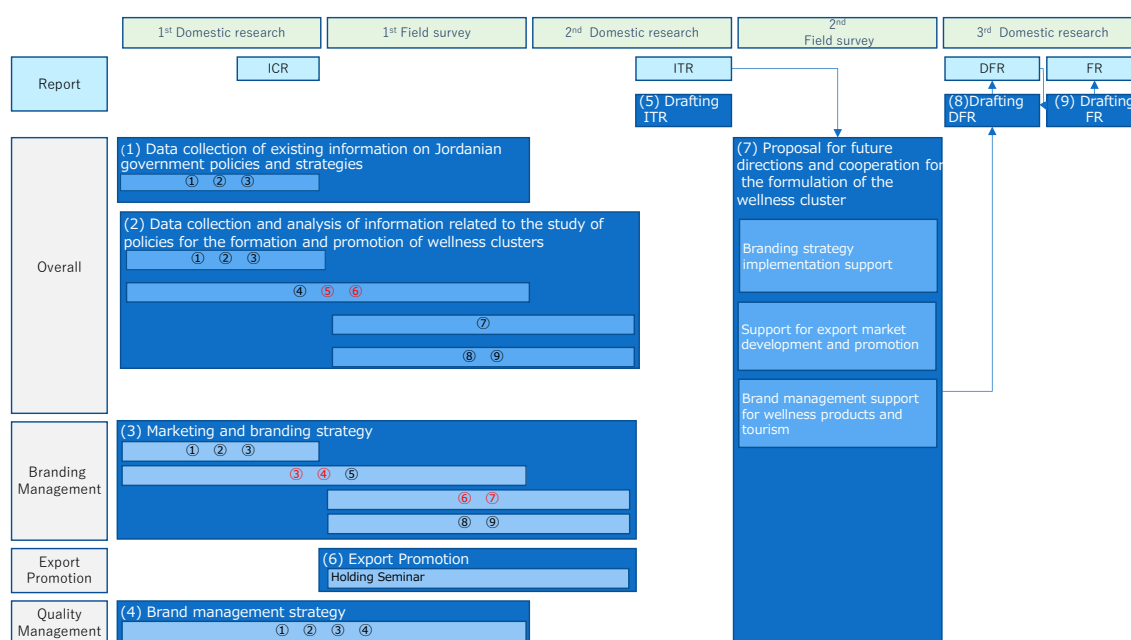 1st Domestic research
1st Field survey
2nd Domestic research
2nd
Field survey
3rd Domestic research
Report
ICR
ITR
DFR
FR
(5) Drafting
ITR
(8)Drafting
DFR
(9) Drafting
FR
Overall
(1) Data collection of existing information on Jordanian
government policies and strategies
① ② ③
(2) Data collection and analysis of information related to the study of
policies for the formation and promotion of wellness clusters
① ② ③
④ ⑤ ⑥
⑦
⑧ ⑨
(7) Proposal for future
directions and cooperation for
the formulation of the
wellness cluster
Branding strategy
implementation support
Support for export market
development and promotion
Brand management support
for wellness products and
tourism
Branding
Management
(3) Marketing and branding strategy
① ② ③
③ ④ ⑤
⑥ ⑦
⑧ ⑨
Export
Promotion
(6) Export Promotion
Holding Seminar
Quality
Management
(4) Brand management strategy
① ② ③ ④